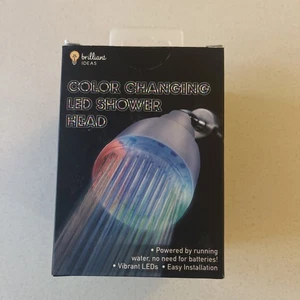 brilliant
IDEAS
COLOR CHANGING
LED SHOWER
HEAD
• Powered by running
water, no need for batteries!
• Vibrant LEDs • Easy Installation